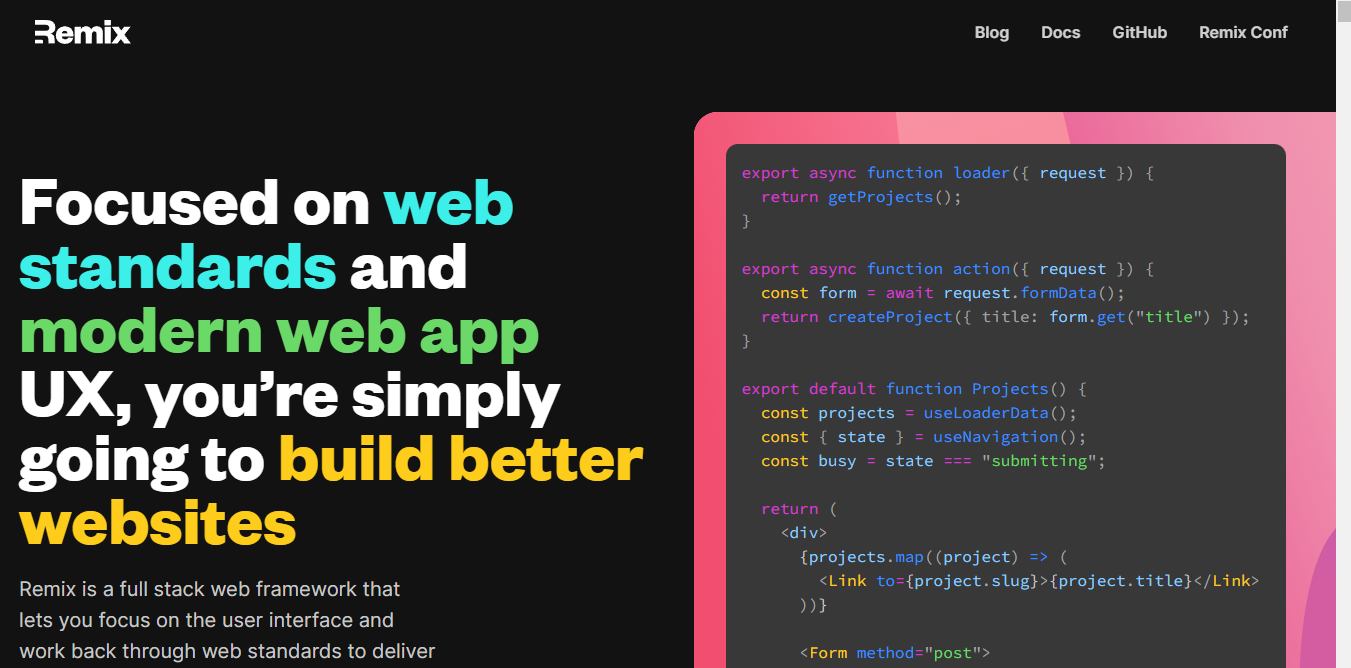 Remix
Blog Docs GitHub Remix Conf
Focused on web
standards and
modern web app
UX, you’re simply
going to build better
websites
Remix is a full stack web framework that
lets you focus on the user interface and
work back through web standards to deliver
export async function loader({ request }) {
  return getProjects();
}

export async function action({ request }) {
  const form = await request.formData();
  return createProject({ title: form.get("title") });
}

export default function Projects() {
  const projects = useLoaderData();
  const { state } = useNavigation();
  const busy = state === "submitting";

  return (
    <div>
      {projects.map((project) => (
        <Link to={project.slug}>{project.title}</Link>
      ))}

      <Form method="post">